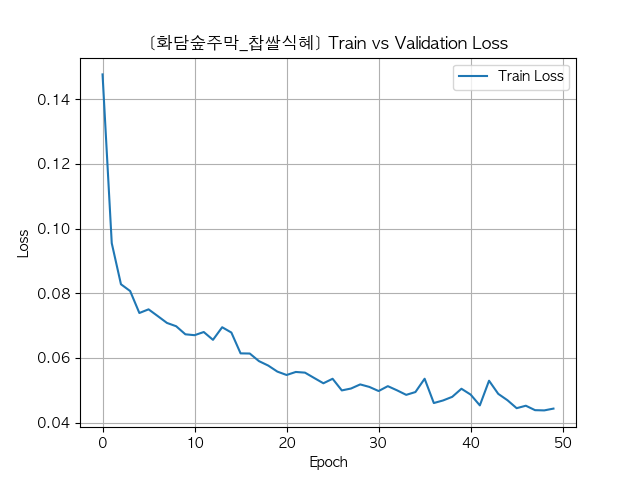 [화담숲주막_찹쌀식혜] Train vs Validation Loss
Train Loss
0.14
0.12
0.10
0.08
0.06
0.04
Loss
0 10 20 30 40 50
Epoch